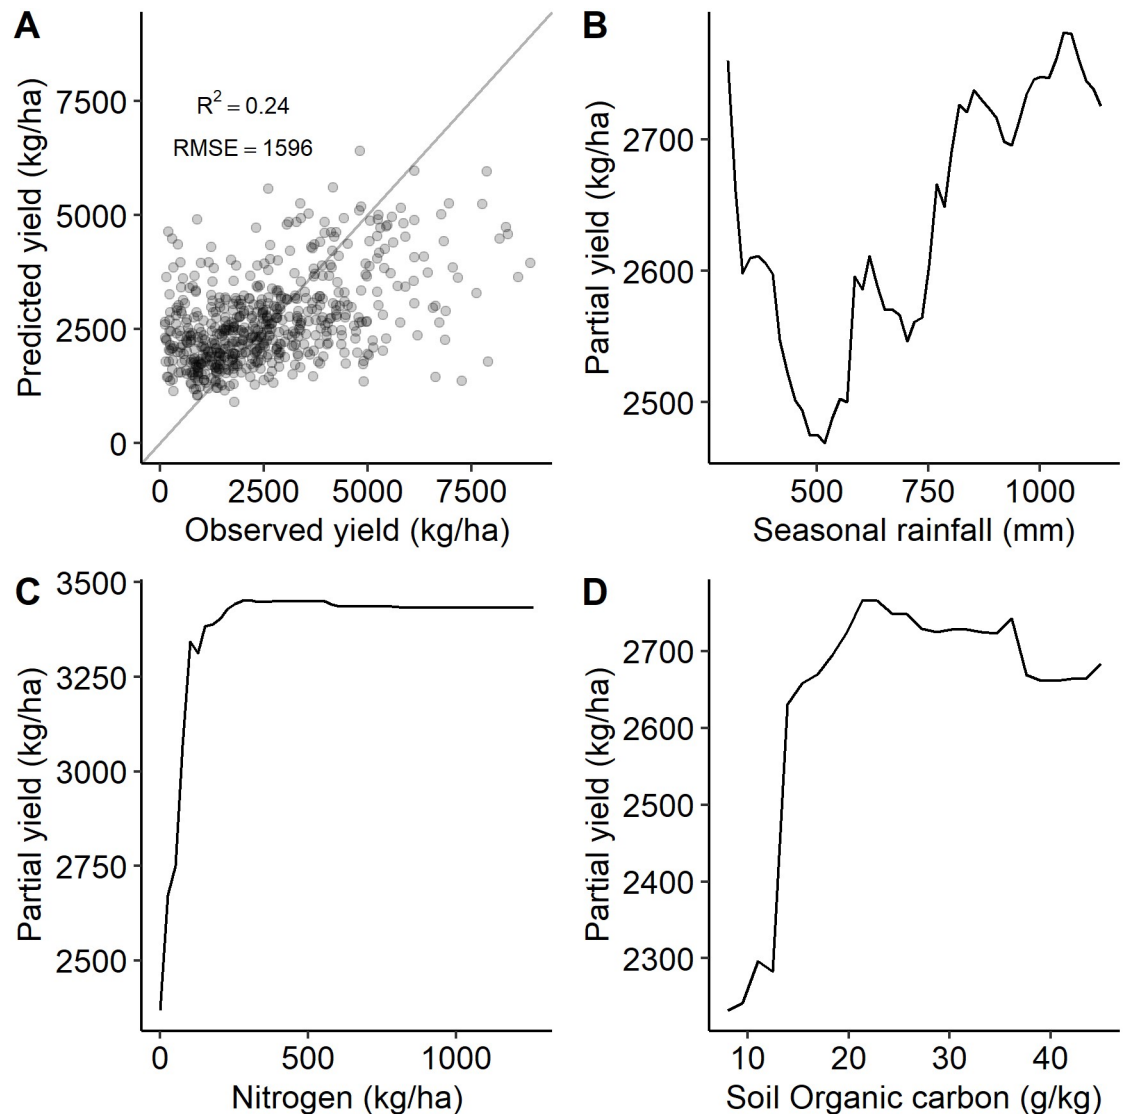 A
R² = 0.24
RMSE = 1596
Predicted yield (kg/ha)
7500
5000
2500
0
0 2500 5000 7500
Observed yield (kg/ha)
B
Partial yield (kg/ha)
2700
2600
2500
500 750 1000
Seasonal rainfall (mm)
C
Partial yield (kg/ha)
3500
3250
3000
2750
2500
0 500 1000
Nitrogen (kg/ha)
D
Partial yield (kg/ha)
2700
2600
2500
2400
2300
10 20 30 40
Soil Organic carbon (g/kg)